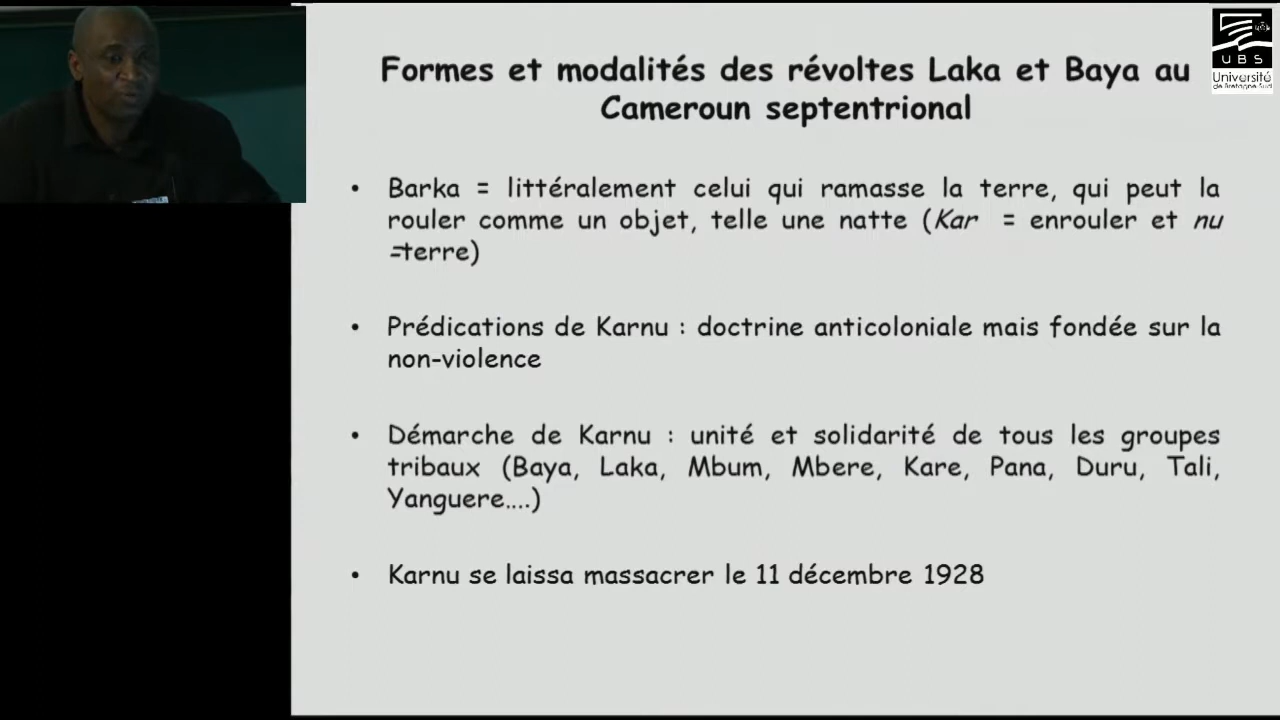 Formes et modalités des révoltes Laka et Baya au
Cameroun septentrional
• Barka = littéralement celui qui ramasse la terre, qui peut la
rouler comme un objet, telle une natte (Kar = enrouler et nu
=terre)
• Prédications de Karnu : doctrine anticoloniale mais fondée sur la
non-violence
• Démarche de Karnu : unité et solidarité de tous les groupes
tribaux (Baya, Laka, Mbum, Mbere, Kare, Pana, Duru, Tali,
Yanguere....)
• Karnu se laissa massacrer le 11 décembre 1928
UBS
Université
de Bretagne-Sud